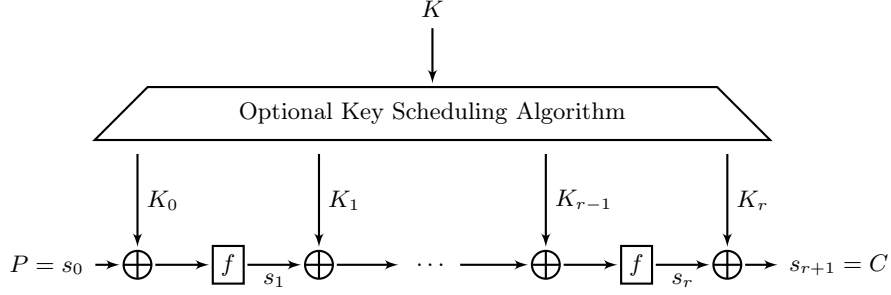 K
Optional Key Scheduling Algorithm
K₀ K₁ Kᵣ₋₁ Kᵣ
P = s₀ f s₁ ··· f sᵣ sᵣ₊₁ = C